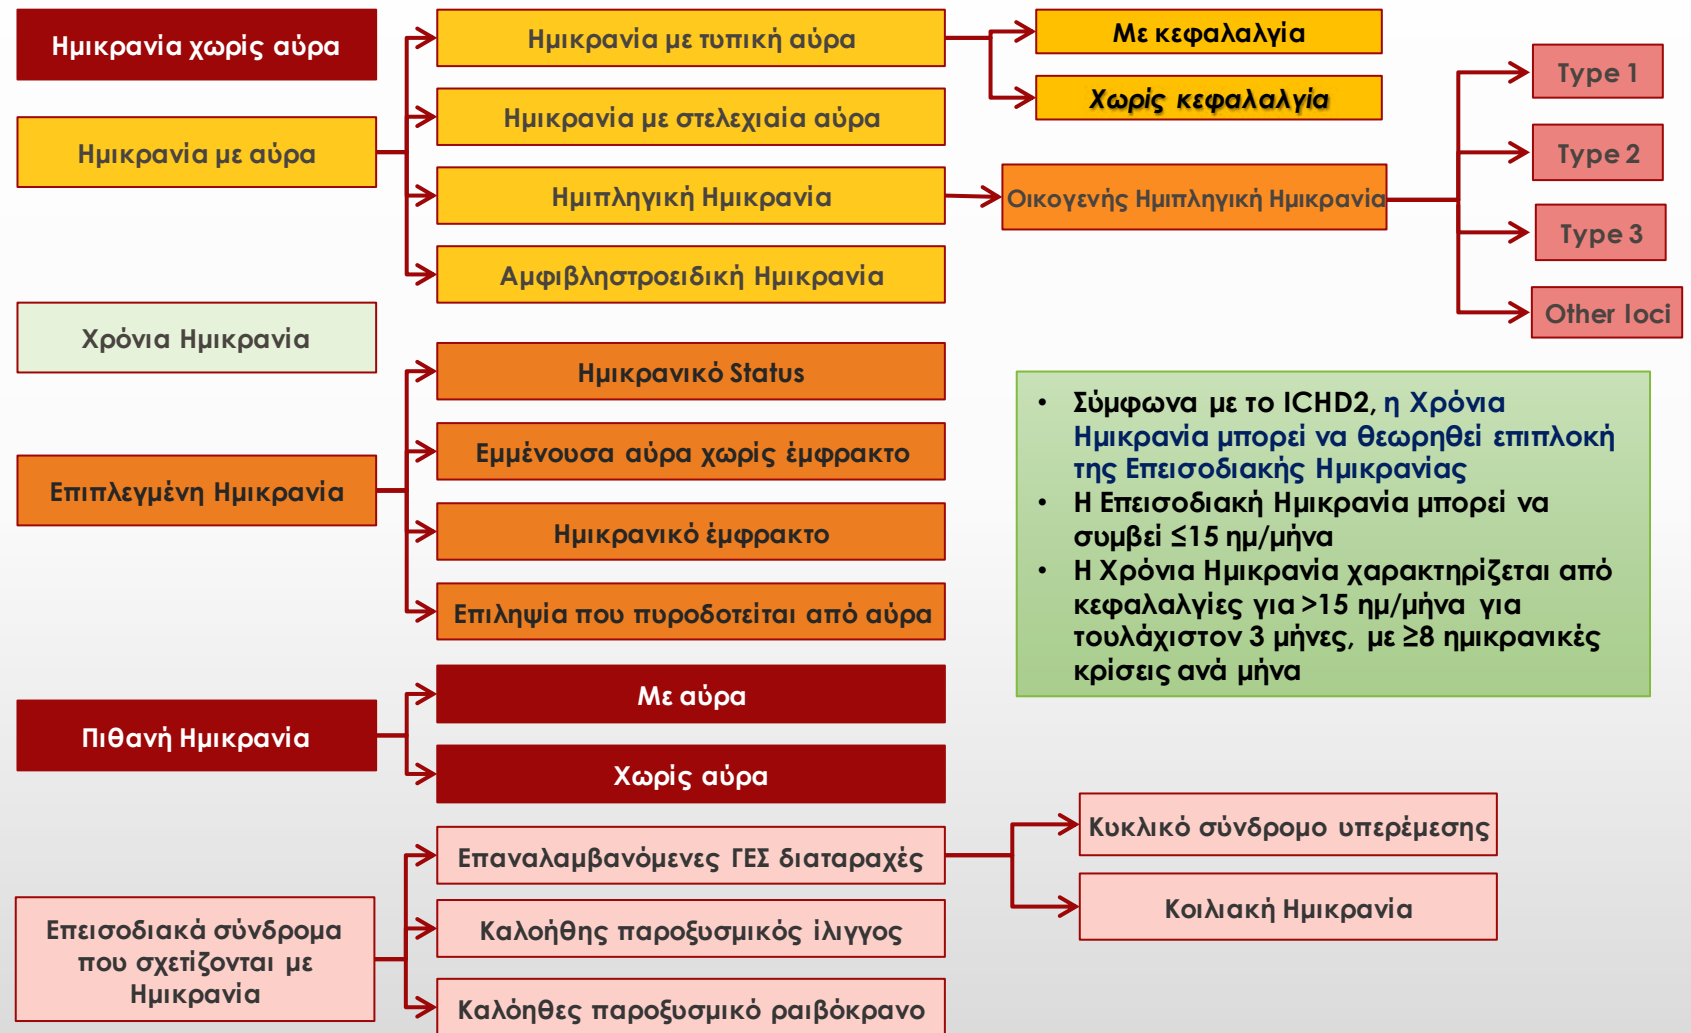 Ημικρανία χωρίς αύρα
Ημικρανία με αύρα
Ημικρανία με τυπική αύρα
Ημικρανία με στελεχιαία αύρα
Ημιπληγική Ημικρανία
Αμφιβληστροειδική Ημικρανία
Με κεφαλαλγία
Χωρίς κεφαλαλγία
Οικογενής Ημιπληγική Ημικρανία
Type 1
Type 2
Type 3
Other loci
Χρόνια Ημικρανία
Επιπλεγμένη Ημικρανία
Ημικρανικό Status
Εμμένουσα αύρα χωρίς έμφρακτο
Ημικρανικό έμφρακτο
Επιληψία που πυροδοτείται από αύρα
• Σύμφωνα με το ICHD2, η Χρόνια
Ημικρανία μπορεί να θεωρηθεί επιπλοκή
της Επεισοδιακής Ημικρανίας
• Η Επεισοδιακή Ημικρανία μπορεί να
συμβεί ≤15 ημ/μήνα
• Η Χρόνια Ημικρανία χαρακτηρίζεται από
κεφαλαλγίες για >15 ημ/μήνα για
τουλάχιστον 3 μήνες, με ≥8 ημικρανικές
κρίσεις ανά μήνα
Πιθανή Ημικρανία
Με αύρα
Χωρίς αύρα
Επεισοδιακά σύνδρομα
που σχετίζονται με
Ημικρανία
Επαναλαμβανόμενες ΓΕΣ διαταραχές
Καλοήθης παροξυσμικός ίλιγγος
Καλόηθες παροξυσμικό ραιβόκρανο
Κυκλικό σύνδρομο υπερέμεσης
Κοιλιακή Ημικρανία